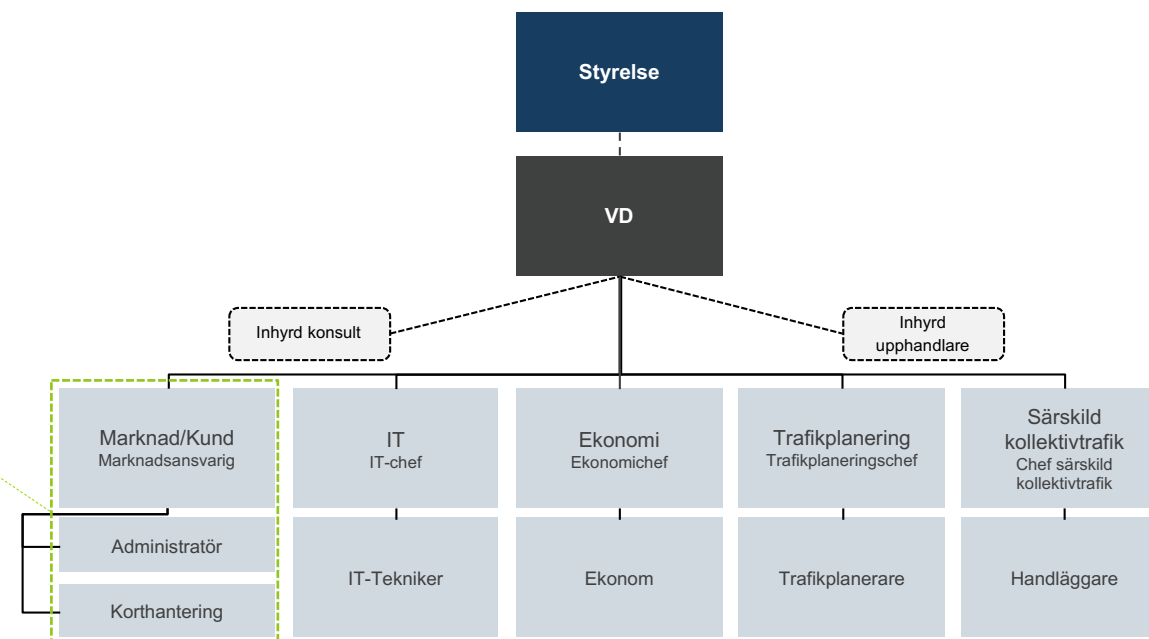 Styrelse
VD
Inhyrd konsult
Inhyrd
upphandlare
Marknad/Kund
Marknadsansvarig
IT
IT-chef
Ekonomi
Ekonomichef
Trafikplanering
Trafikplaneringschef
Särskild
kollektivtrafik
Chef särskild
kollektivtrafik
Administratör
Korthantering
IT-Tekniker
Ekonom
Trafikplanerare
Handläggare